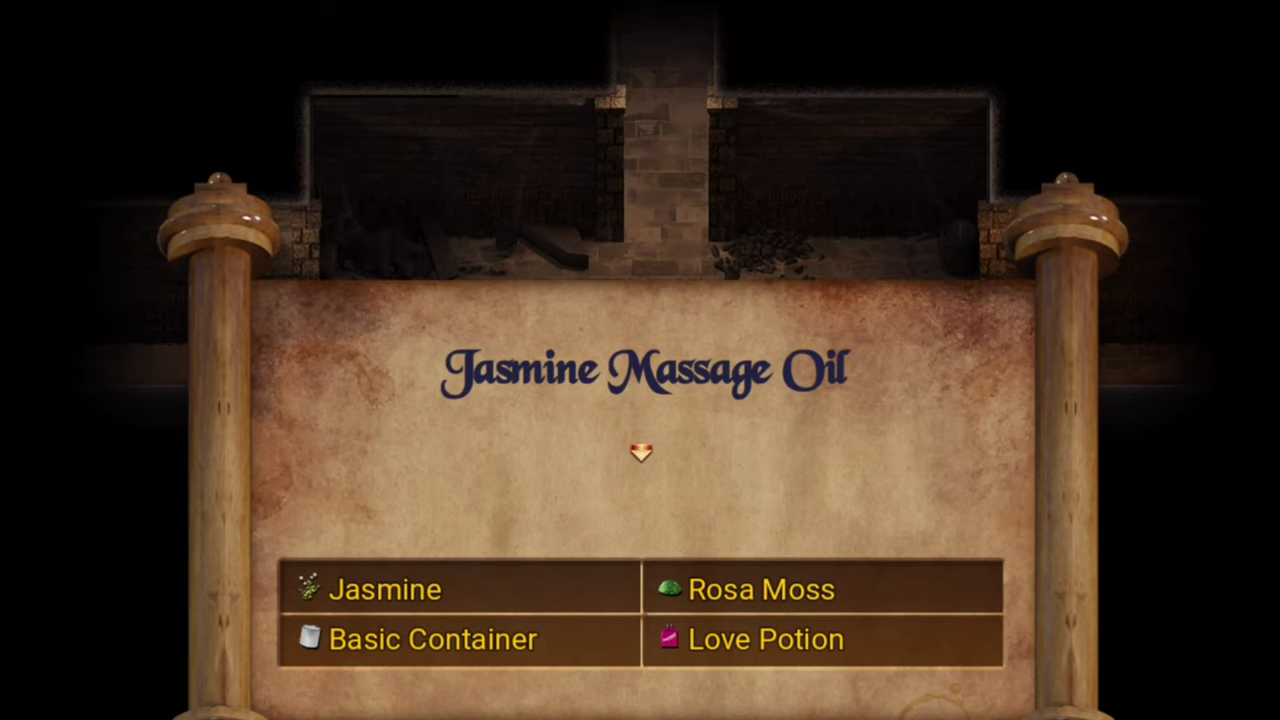 Jasmine Massage Oil
Jasmine
Rosa Moss
Basic Container
Love Potion